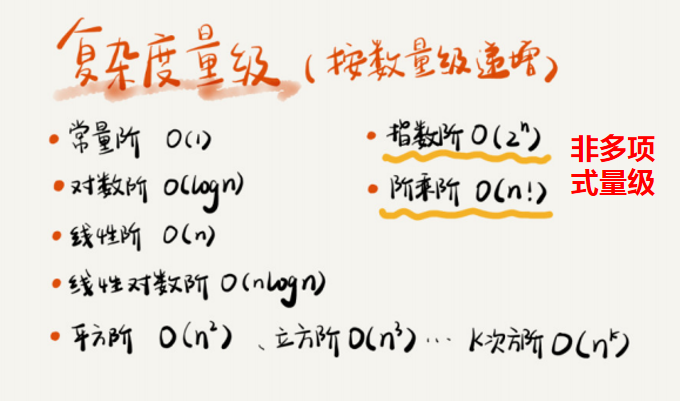 复杂度量级（按数量级递增）
• 常量阶 O(1)
• 对数阶 O(logn)
• 线性阶 O(n)
• 线性对数阶 O(nlogn)
• 平方阶 O(n²)、立方阶 O(n³)… K次方阶 O(nᵏ)
• 指数阶 O(2ⁿ)
• 阶乘阶 O(n!)
非多项
式量级